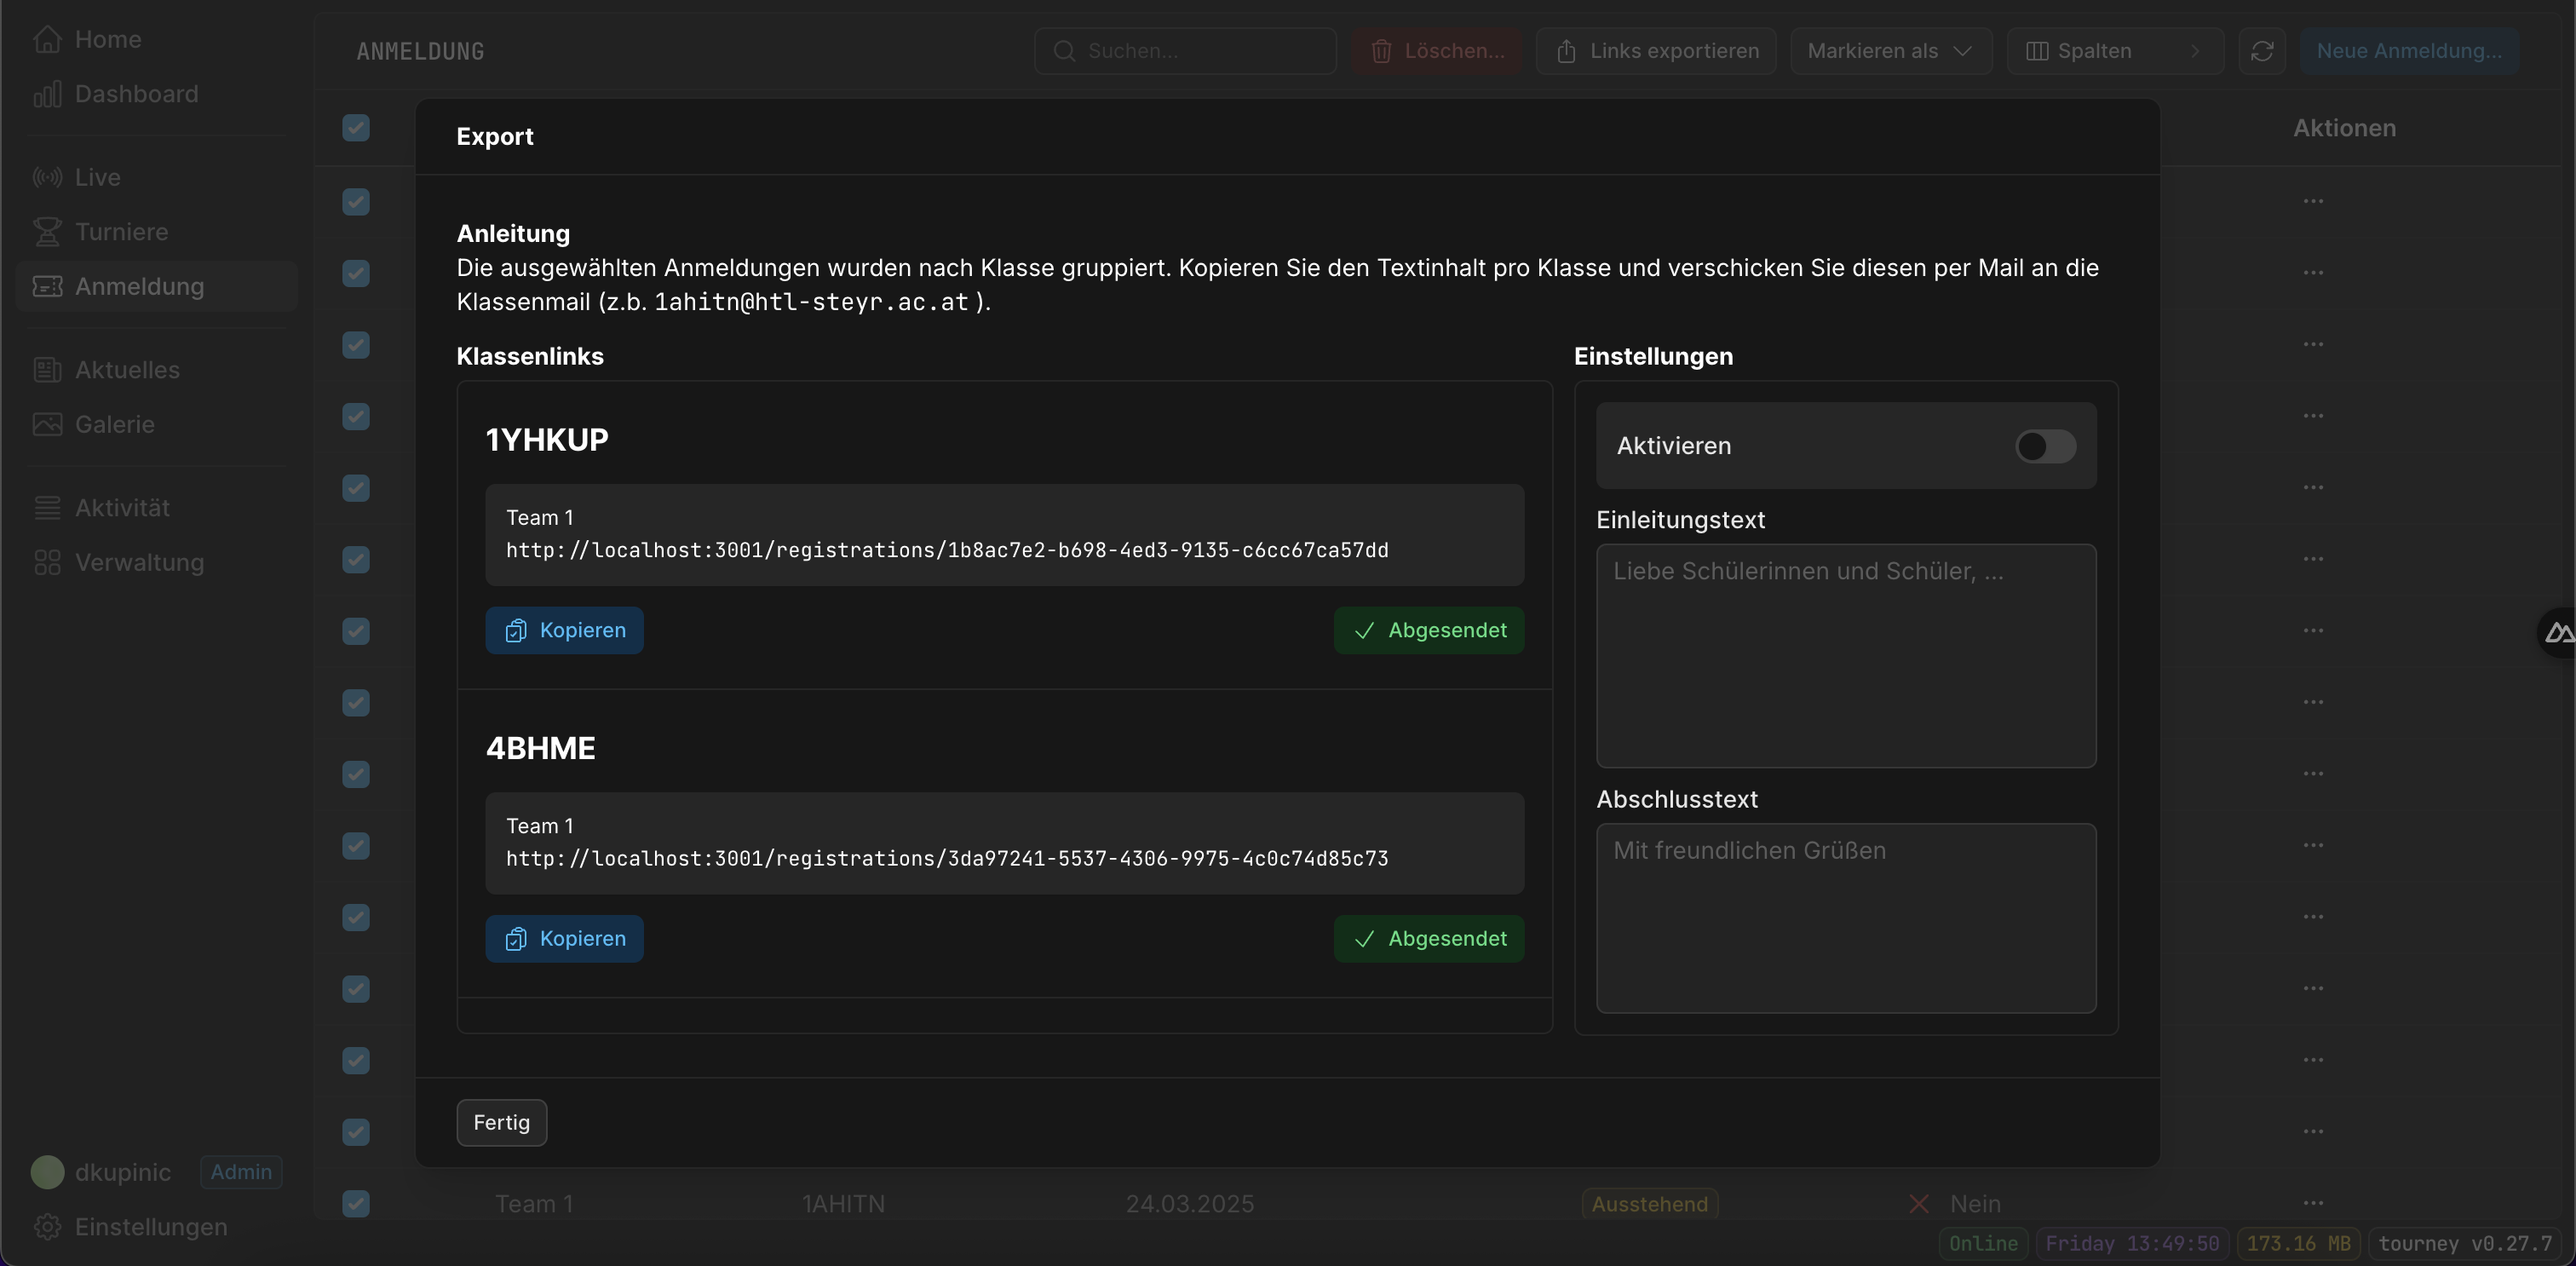 Home
Dashboard
Live
Turniere
Anmeldung
Aktuelles
Galerie
Aktivität
Verwaltung
dkupinic Admin
Einstellungen
ANMELDUNG
Suchen...
Löschen...
Links exportieren
Markieren als
Spalten
Neue Anmeldung...
Aktionen
Export
Anleitung
Die ausgewählten Anmeldungen wurden nach Klasse gruppiert. Kopieren Sie den Textinhalt pro Klasse und verschicken Sie diesen per Mail an die
Klassenmail (z.b. 1ahitn@htl-steyr.ac.at ).
Klassenlinks
1YHKUP
Team 1
http://localhost:3001/registrations/1b8ac7e2-b698-4ed3-9135-c6cc67ca57dd
Kopieren
Abgesendet
4BHME
Team 1
http://localhost:3001/registrations/3da97241-5537-4306-9975-4c0c74d85c73
Kopieren
Abgesendet
Einstellungen
Aktivieren
Einleitungstext
Liebe Schülerinnen und Schüler, ...
Abschlusstext
Mit freundlichen Grüßen
Fertig
Team 1 1AHITN 24.03.2025 Ausstehend Nein
Online Friday 13:49:50 173.16 MB tourney v0.27.7